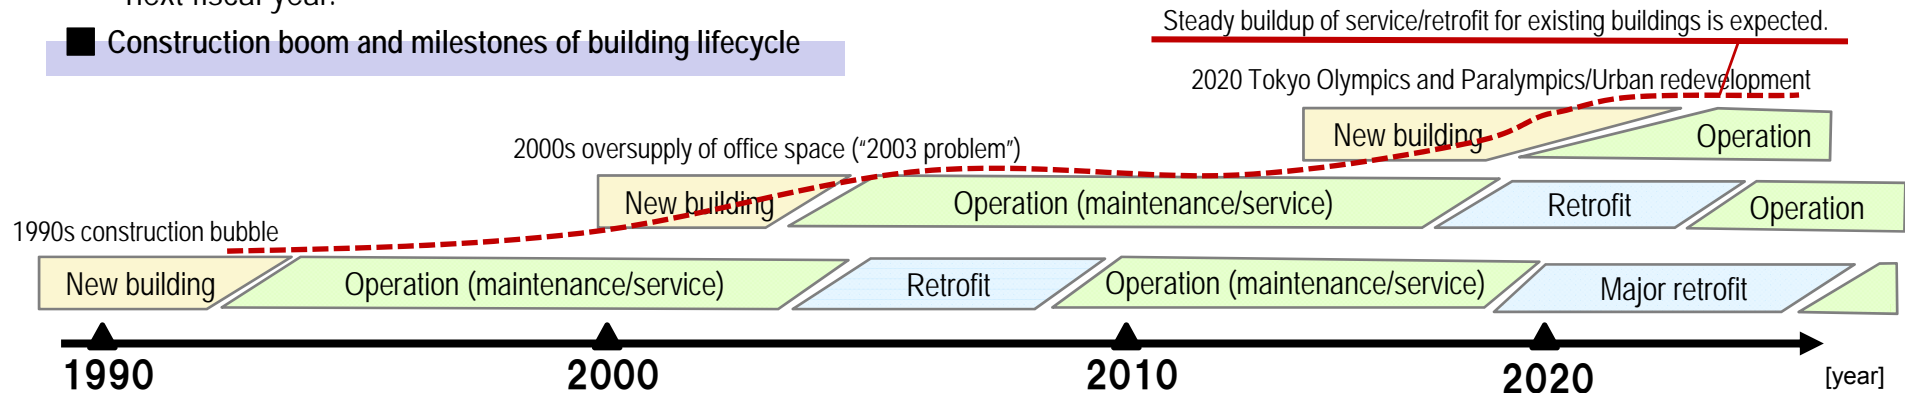 next fiscal year.
■ Construction boom and milestones of building lifecycle
Steady buildup of service/retrofit for existing buildings is expected.
2020 Tokyo Olympics and Paralympics/Urban redevelopment
New building
Operation
2000s oversupply of office space (“2003 problem”)
New building
Operation (maintenance/service)
Retrofit
Operation
1990s construction bubble
New building
Operation (maintenance/service)
Retrofit
Operation (maintenance/service)
Major retrofit
1990
2000
2010
2020
[year]